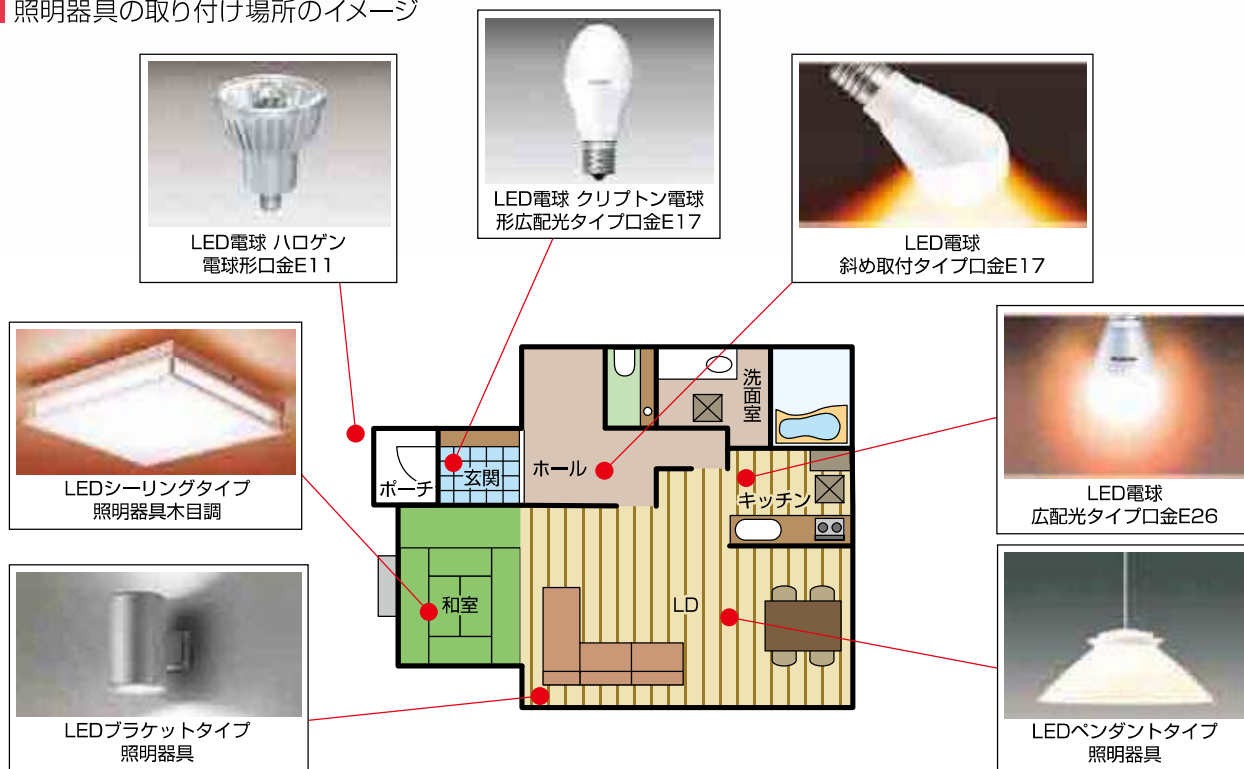 照明器具の取り付け場所のイメージ
LED電球 ハロゲン
電球形口金E11
LED電球 クリプトン電球
形広配光タイプ口金E17
LED電球
斜め取付タイプ口金E17
LEDシーリングタイプ
照明器具木目調
LED電球
広配光タイプ口金E26
LEDブラケットタイプ
照明器具
LEDペンダントタイプ
照明器具
洗面室
ポーチ
玄関
ホール
キッチン
和室
LD